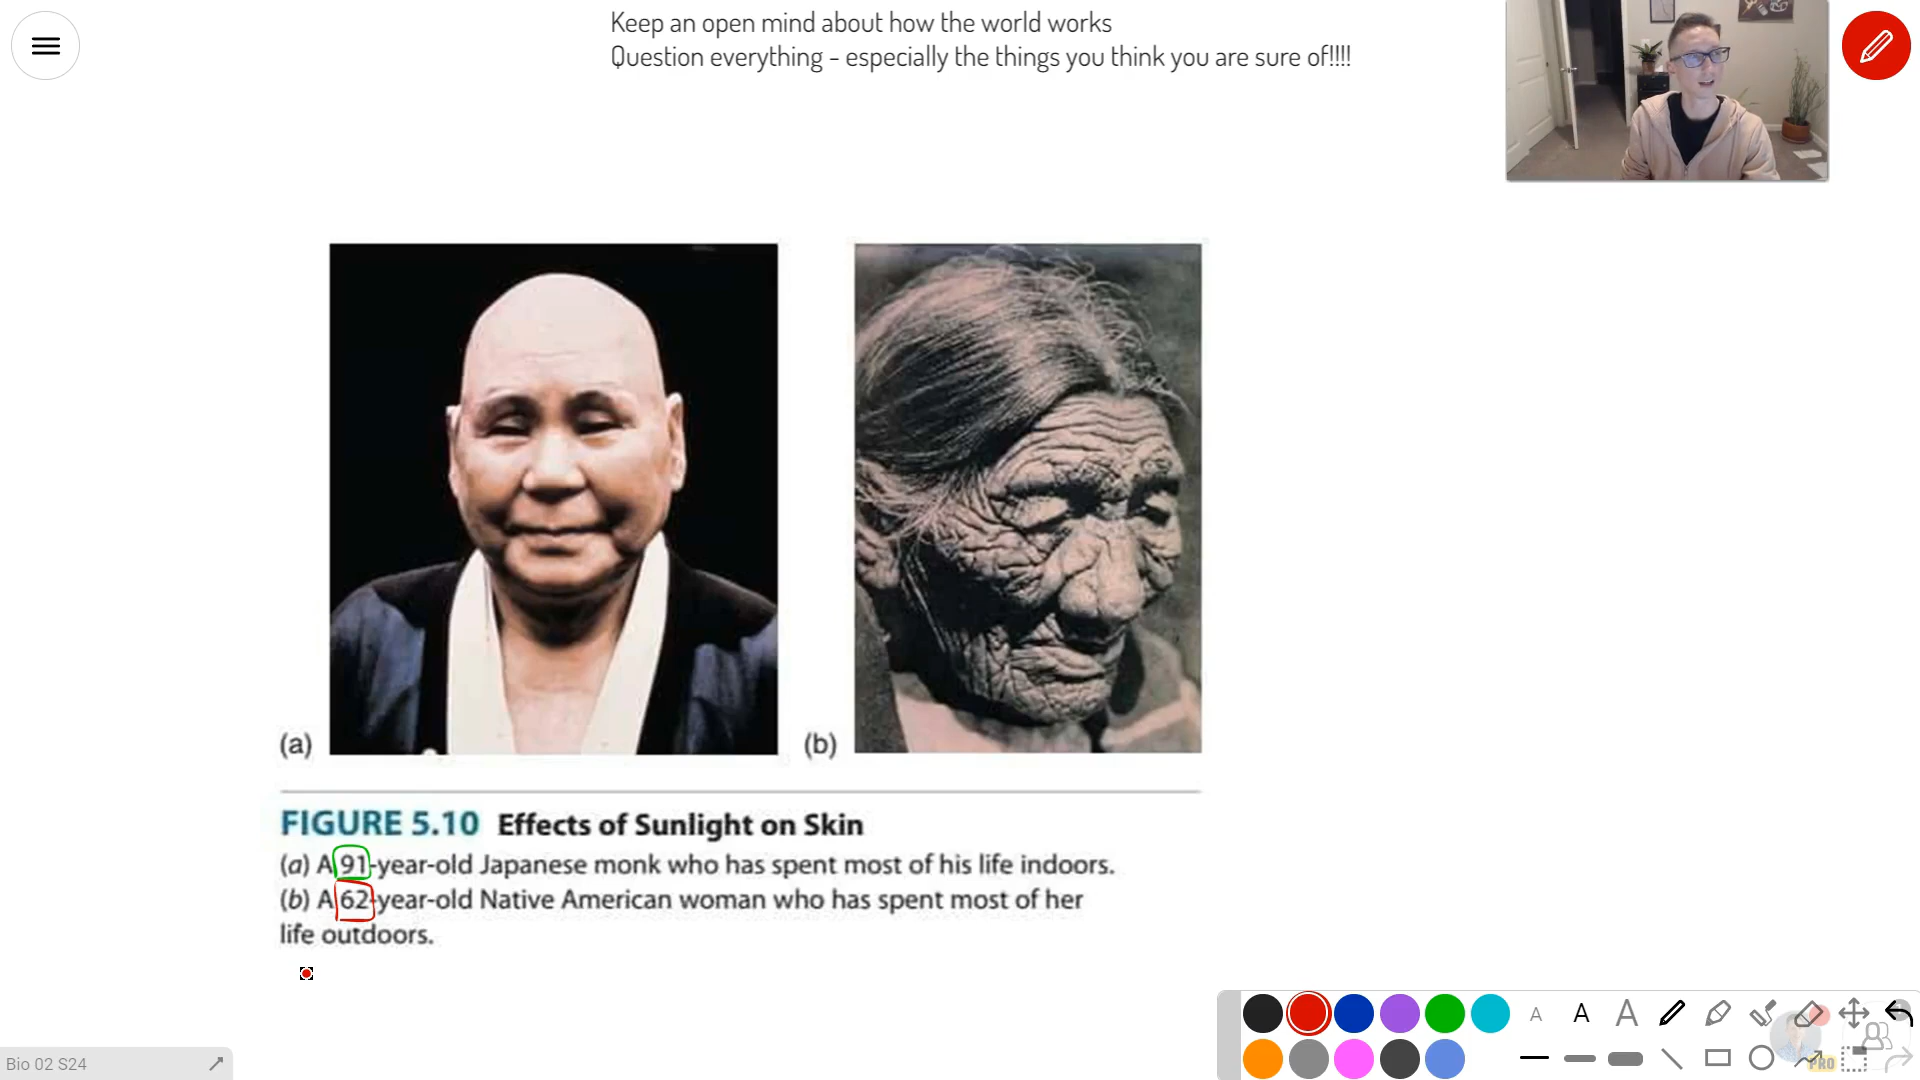 Keep an open mind about how the world works
Question everything - especially the things you think you are sure of!!!!
(a)
(b)
FIGURE 5.10 Effects of Sunlight on Skin
(a) A 91-year-old Japanese monk who has spent most of his life indoors.
(b) A 62-year-old Native American woman who has spent most of her
life outdoors.
A A A
PRO
Bio 02 S24